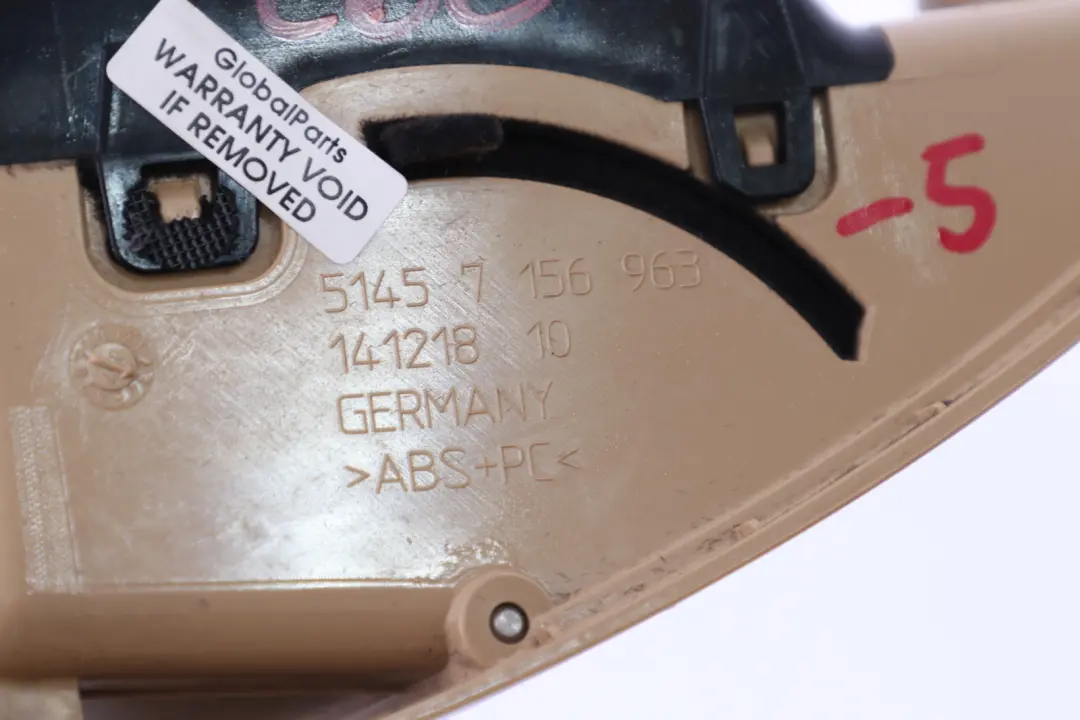 GlobalParts
WARRANTY VOID
IF REMOVED
-5
5145 7 156 963
141218 10
GERMANY
>ABS+PC<